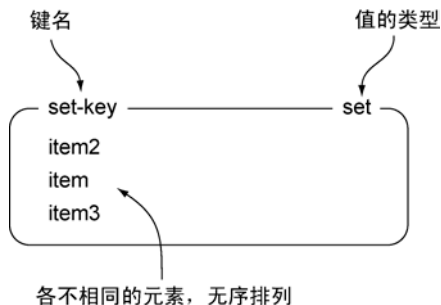 键名 值的类型
set-key set
item2
item
item3
各不相同的元素，无序排列